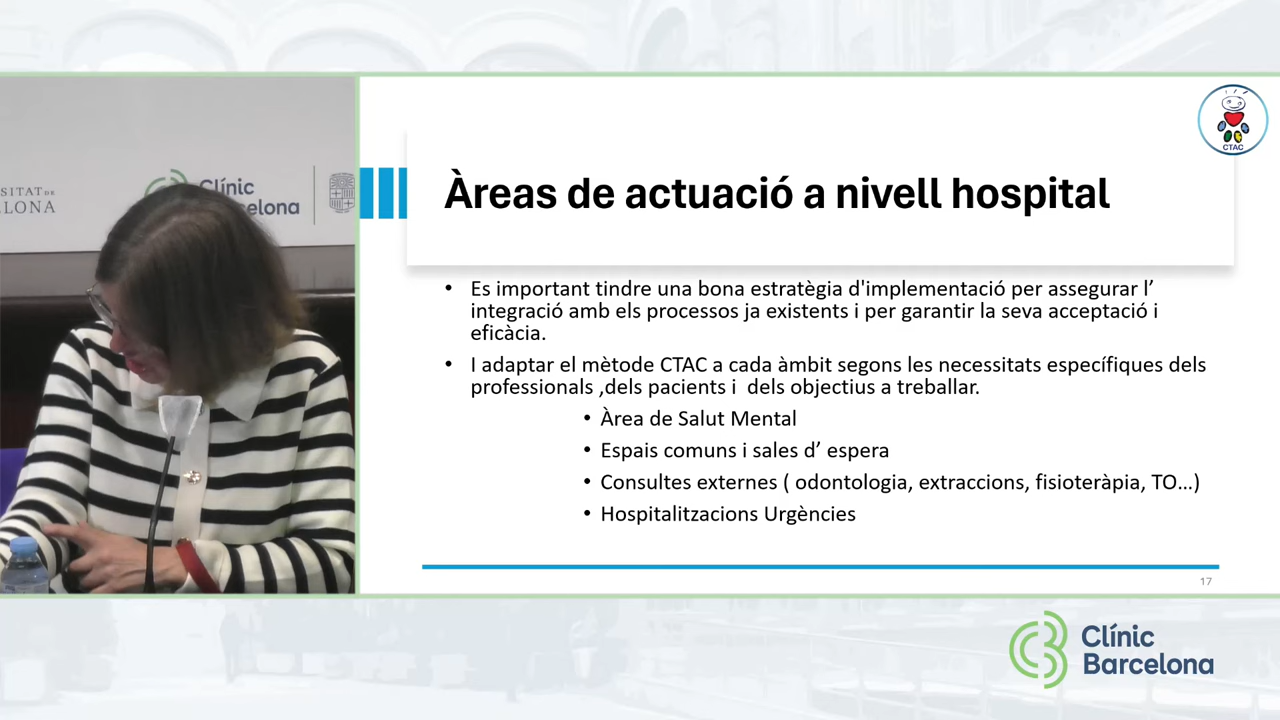 SITAT DE
LONA
Clínic
Barcelona
CTAC
Àreas de actuació a nivell hospital
• Es important tindre una bona estratègia d'implementació per assegurar l’
integració amb els processos ja existents i per garantir la seva acceptació i
eficàcia.
• I adaptar el mètode CTAC a cada àmbit segons les necessitats específiques dels
professionals ,dels pacients i dels objectius a treballar.
• Àrea de Salut Mental
• Espais comuns i sales d’ espera
• Consultes externes ( odontologia, extraccions, fisioteràpia, TO...)
• Hospitalitzacions Urgències
17
Clínic
Barcelona